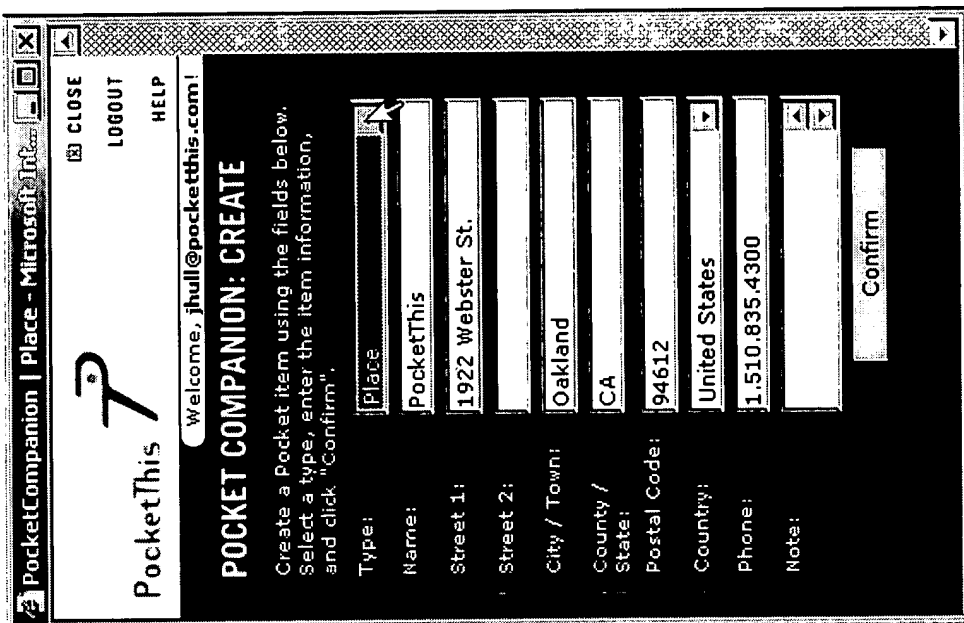 PocketCompanion | Place - Microsoft Int...
PocketThis
CLOSE
LOGOUT
HELP
Welcome, jhull@pocketthis.com!
POCKET COMPANION: CREATE
Create a Pocket item using the fields below.
Select a type, enter the item information,
and click "Confirm".
Type: Place
Name: PocketThis
Street 1: 1922 Webster St.
Street 2:
City / Town: Oakland
County /
State: CA
Postal Code: 94612
Country: United States
Phone: 1.510.835.4300
Note:
Confirm